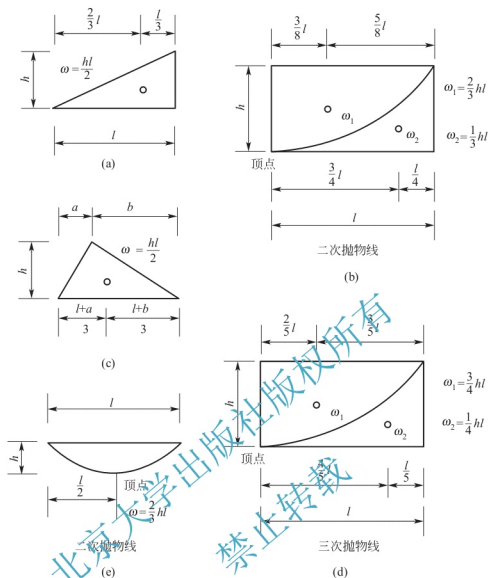 2/3 l
l/3
h
ω=hl/2
l
(a)
3/8 l
5/8 l
h
ω₁
ω₂
ω₁=2/3 hl
ω₂=1/3 hl
顶点
3/4 l
l/4
l
二次抛物线
(b)
a
b
h
ω=hl/2
l+a/3
l+b/3
(c)
2/5 l
3/5 l
h
ω₁
ω₂
ω₁=3/4 hl
ω₂=1/4 hl
顶点
4/5 l
l/5
l
三次抛物线
(d)
l
h
l/2
顶点
ω=2/3 hl
二次抛物线
(e)
北京大学出版社版权所有
禁止转载